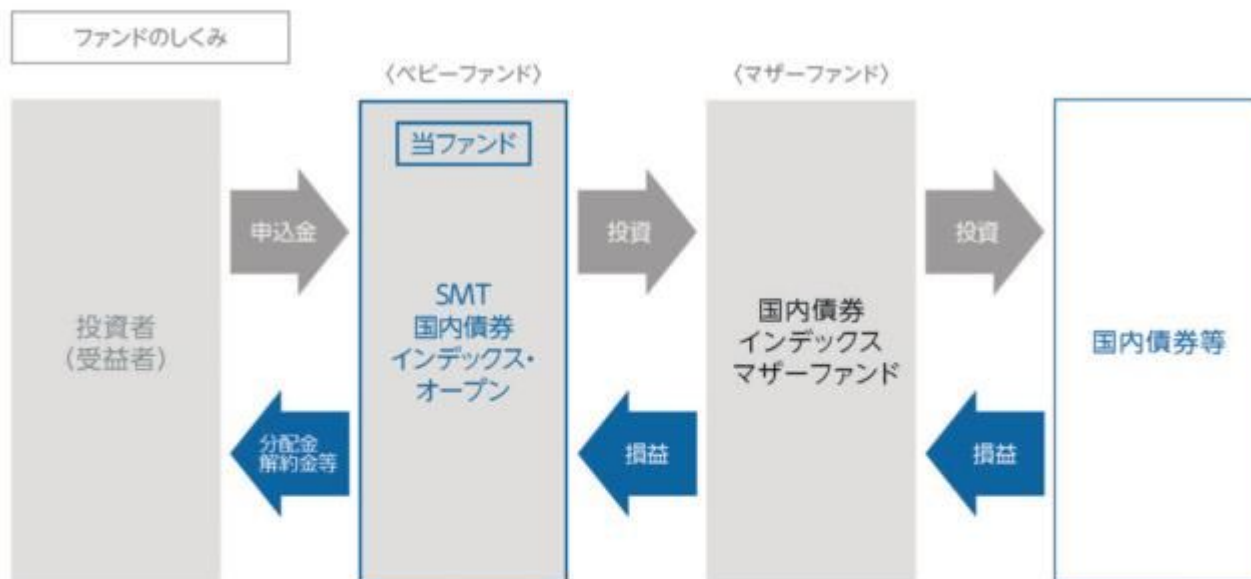 ファンドのしくみ
〈ベビーファンド〉
〈マザーファンド〉
当ファンド
申込金
投資
投資
投資者
(受益者)
SMT
国内債券
インデックス・
オープン
国内債券
インデックス
マザーファンド
国内債券等
分配金
解約金等
損益
損益